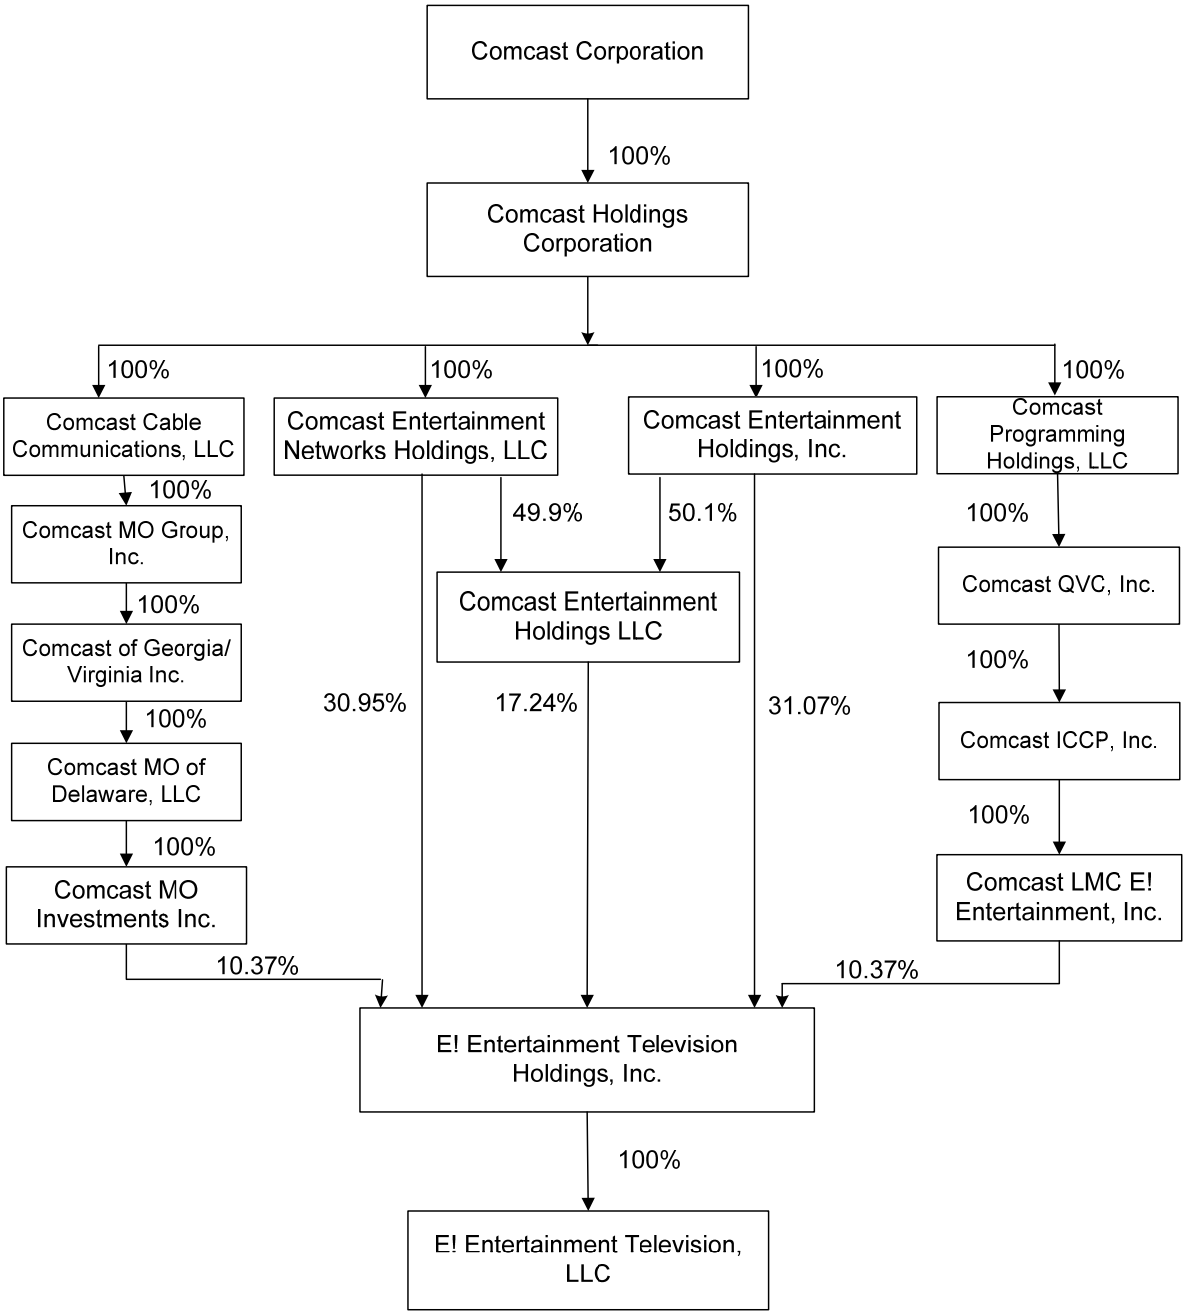 Comcast Corporation
100%
Comcast Holdings
Corporation
100%
100%
100%
100%
Comcast Cable
Communications, LLC
Comcast Entertainment
Networks Holdings, LLC
Comcast Entertainment
Holdings, Inc.
Comcast
Programming
Holdings, LLC
100%
49.9%
50.1%
100%
Comcast MO Group,
Inc.
Comcast QVC, Inc.
100%
Comcast Entertainment
Holdings LLC
Comcast of Georgia/
Virginia Inc.
100%
30.95%
17.24%
31.07%
100%
Comcast ICCP, Inc.
Comcast MO of
Delaware, LLC
100%
100%
Comcast MO
Investments Inc.
Comcast LMC E!
Entertainment, Inc.
10.37%
10.37%
E! Entertainment Television
Holdings, Inc.
100%
E! Entertainment Television,
LLC